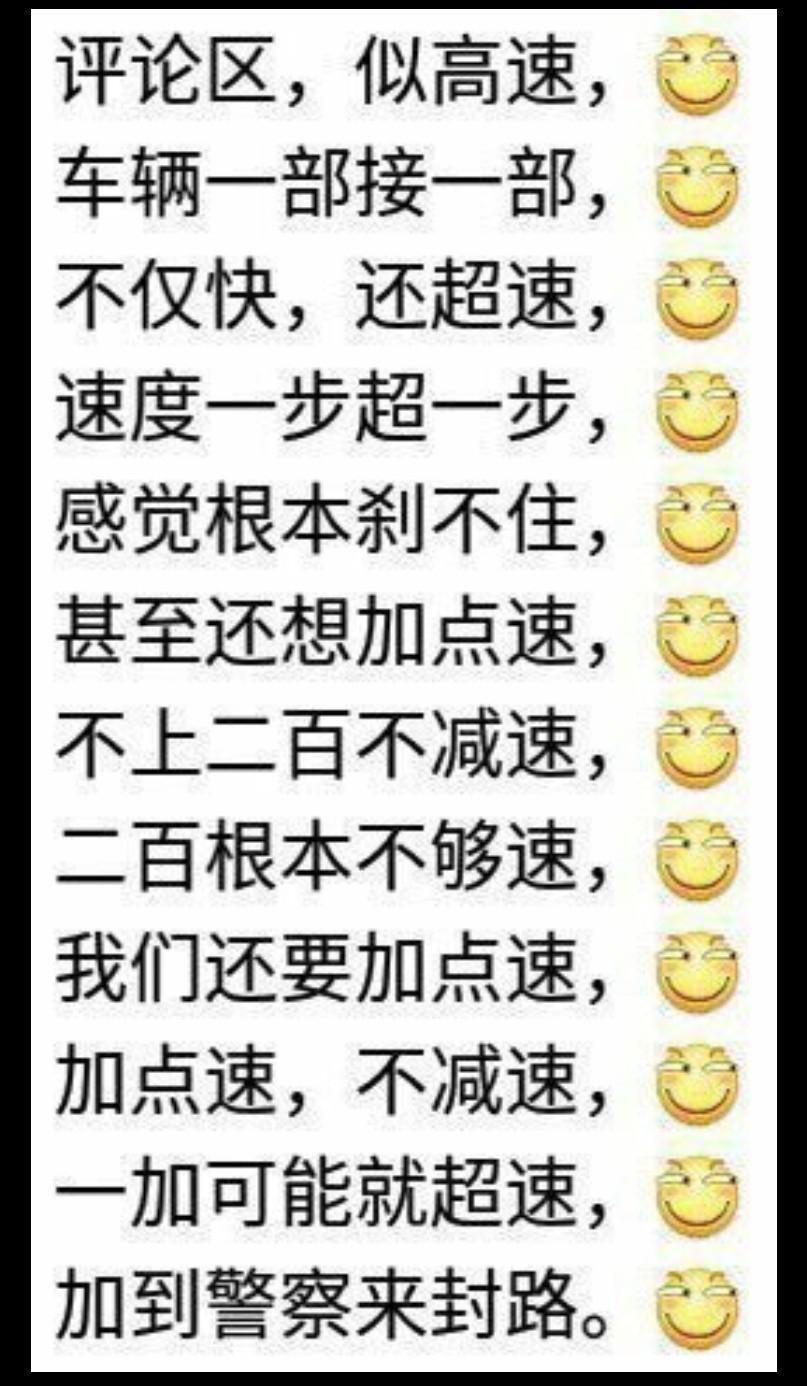 评论区，似高速，
车辆一部接一部，
不仅快，还超速，
速度一步超一步，
感觉根本刹不住，
甚至还想加点速，
不上二百不减速，
二百根本不够速，
我们还要加点速，
加点速，不减速，
一加可能就超速，
加到警察来封路。